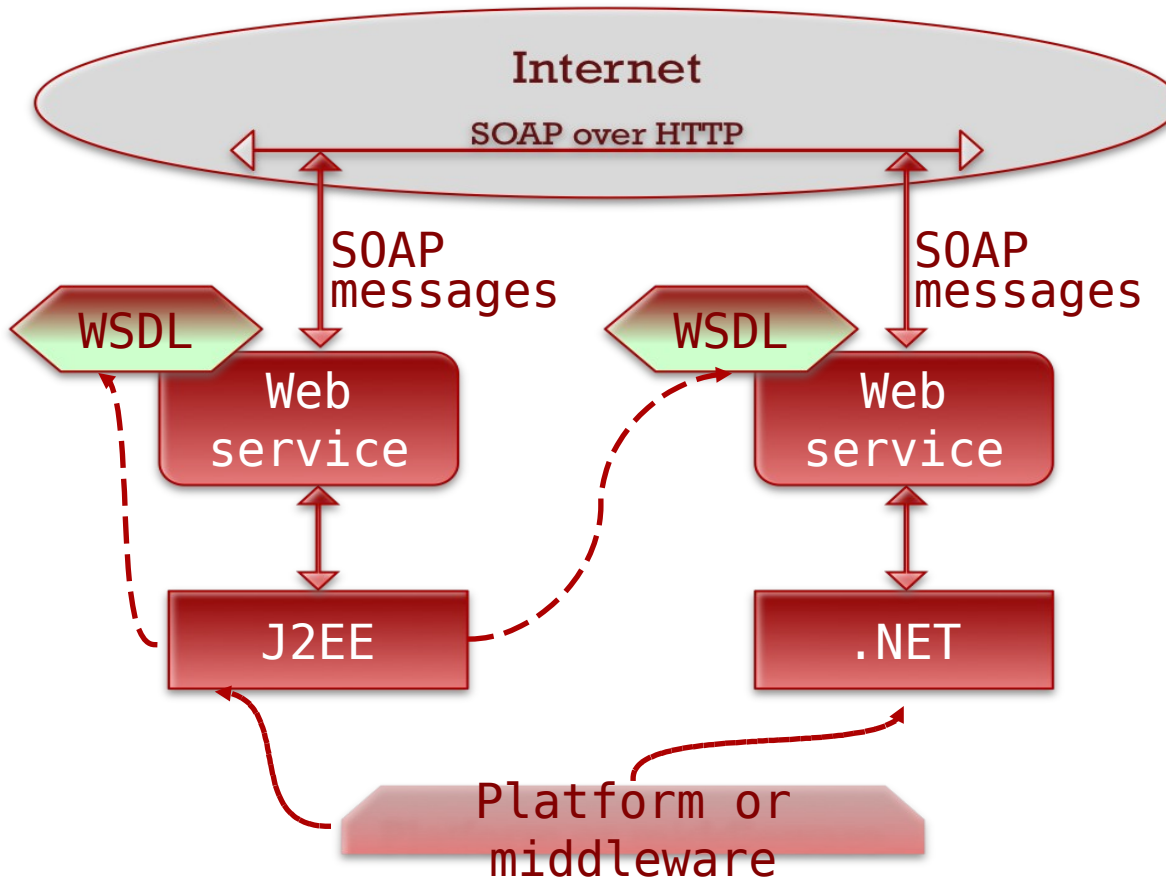 Internet
SOAP over HTTP
SOAP
messages
SOAP
messages
WSDL
WSDL
Web
service
Web
service
J2EE
.NET
Platform or
middleware